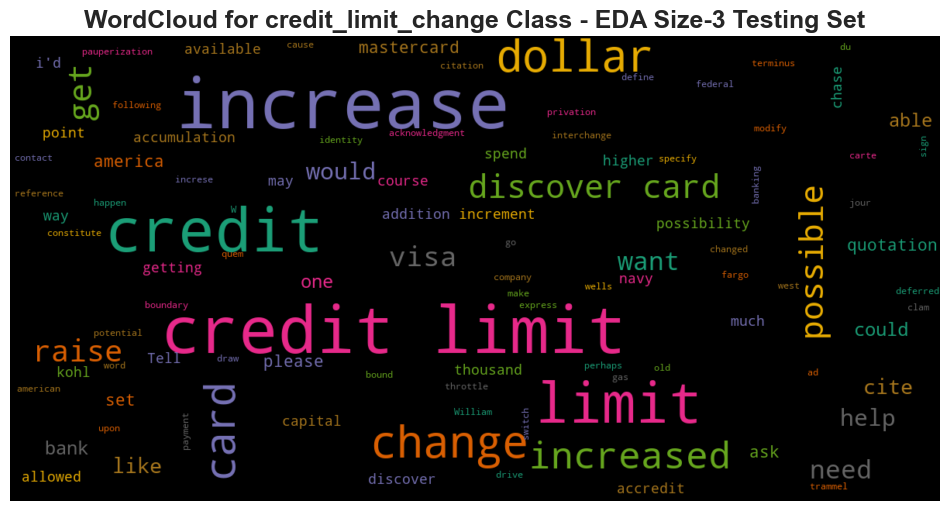 WordCloud for credit_limit_change Class - EDA Size-3 Testing Set
pauperization
available
cause
mastercard
dollar
du
i'd
get
citation
terminus
chase
increase
define
federal
following
privation
able
point
accumulation
identity
acknowledgment
interchange
modify
sign
contact
america
would
spend
higher
specify
carte
increse
may
course
discover card
banking
reference
happen
w
credit
addition
increment
possibility
possible
jour
way
constitute
quem
visa
go
want
changed
quotation
getting
one
company
navy
fargo
wells
west
deferred
make
boundary
express
clam
credit limit
much
could
potential
raise
word
Tell
draw
please
perhaps
old
kohl
bound
thousand
gas
ad
american
throttle
limit
cite
set
card
William
help
upon
payment
capital
switch
bank
change
increased
ask
like
need
allowed
discover
drive
accredit
trammel